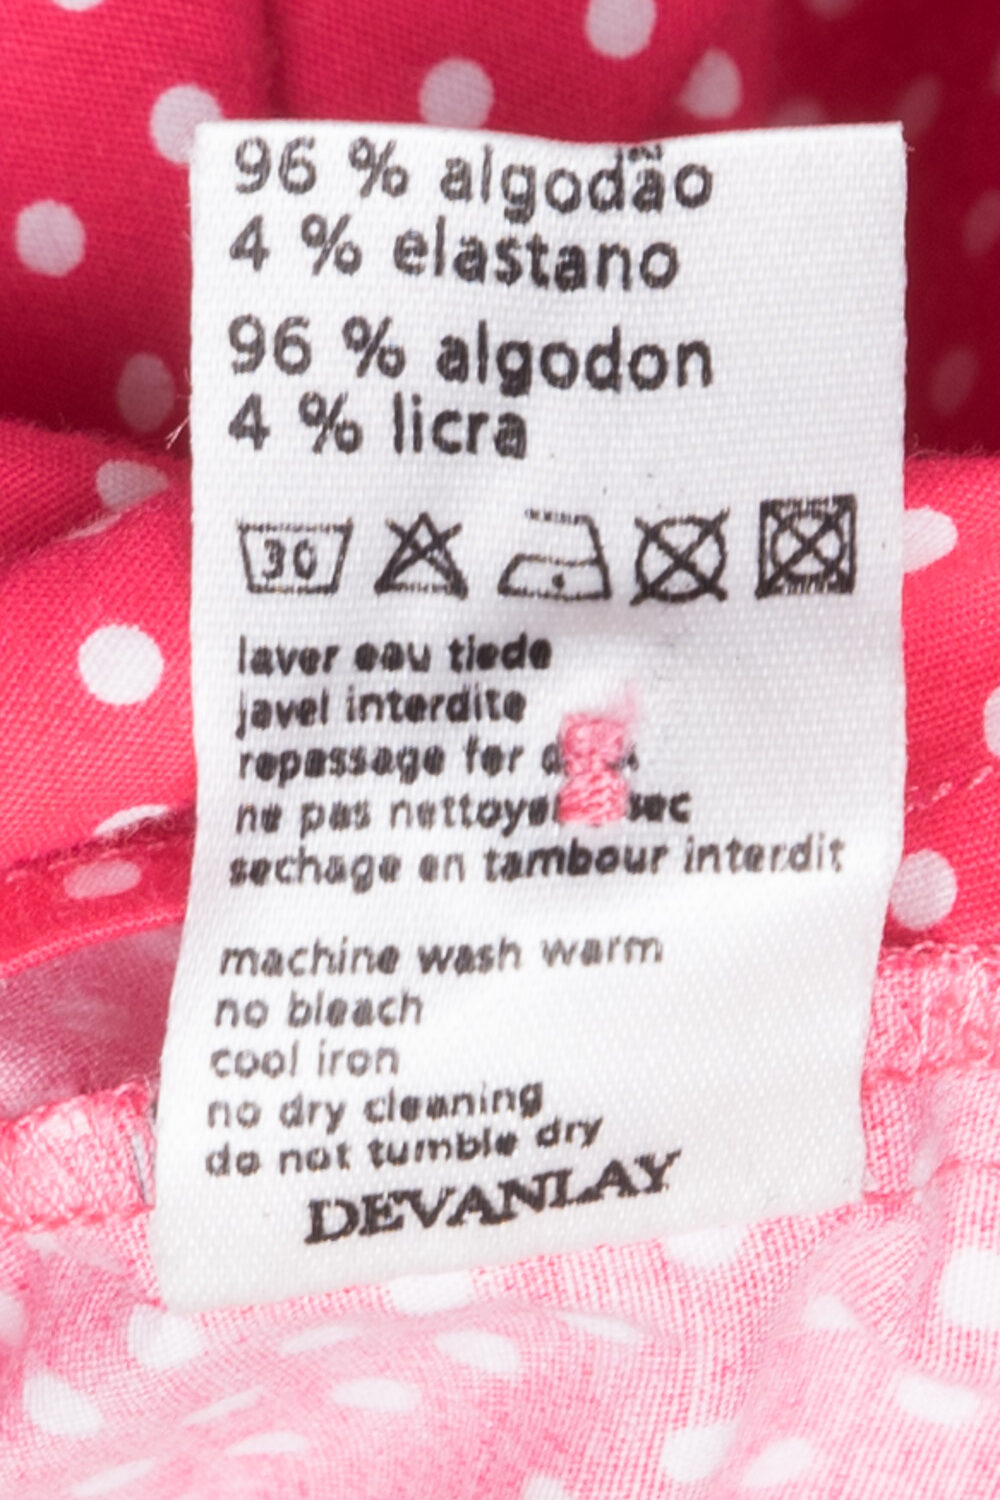 96 % algodão
4 % elastano
96 % algodon
4 % licra
30
laver eau tiede
javel interdite
repassage fer
ne pas nettoyer sec
sechage en tambour interdit
machine wash warm
no bleach
cool iron
no dry cleaning
do not tumble dry
DEVANLAY